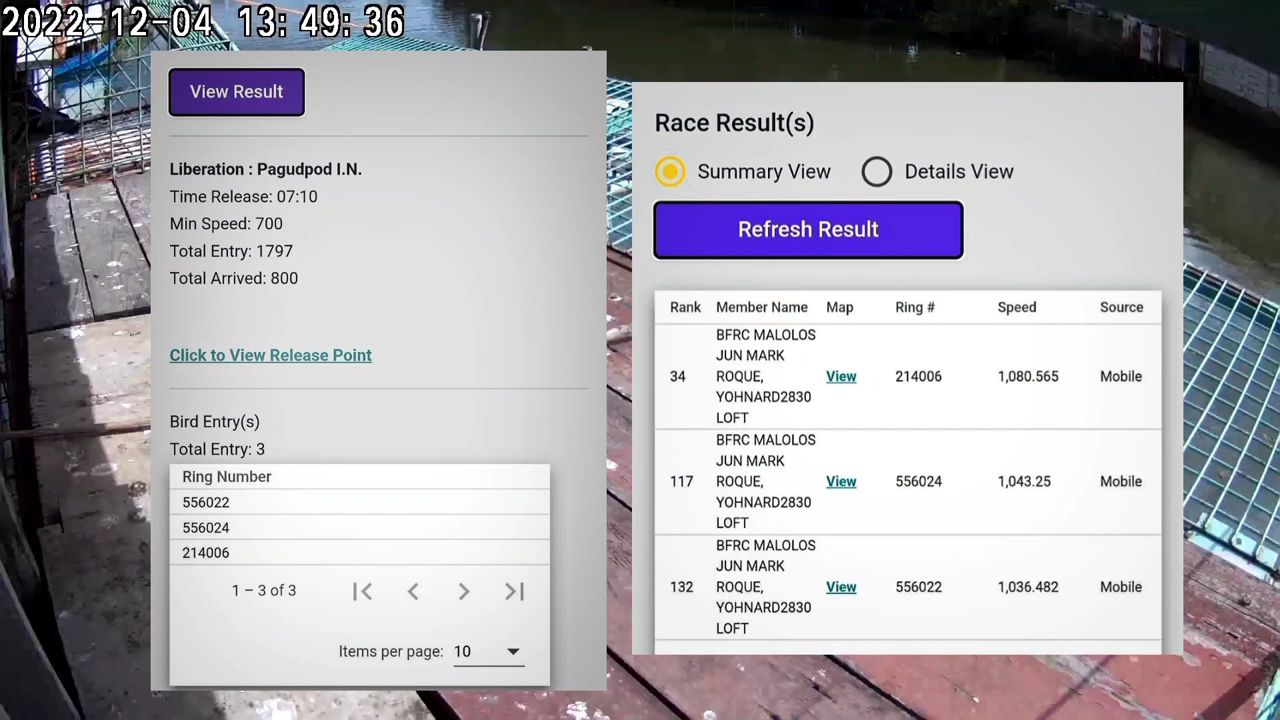 2022-12-04 13:49:36
View Result
Liberation : Pagudpod I.N.
Time Release: 07:10
Min Speed: 700
Total Entry: 1797
Total Arrived: 800
Click to View Release Point
Bird Entry(s)
Total Entry: 3
Ring Number
556022
556024
214006
1 – 3 of 3
Items per page: 10
Race Result(s)
Summary View Details View
Refresh Result
Rank Member Name Map Ring # Speed Source
BFRC MALOLOS
JUN MARK
34 ROQUE, View 214006 1,080.565 Mobile
YOHNARD2830
LOFT
BFRC MALOLOS
JUN MARK
117 ROQUE, View 556024 1,043.25 Mobile
YOHNARD2830
LOFT
BFRC MALOLOS
JUN MARK
132 ROQUE, View 556022 1,036.482 Mobile
YOHNARD2830
LOFT